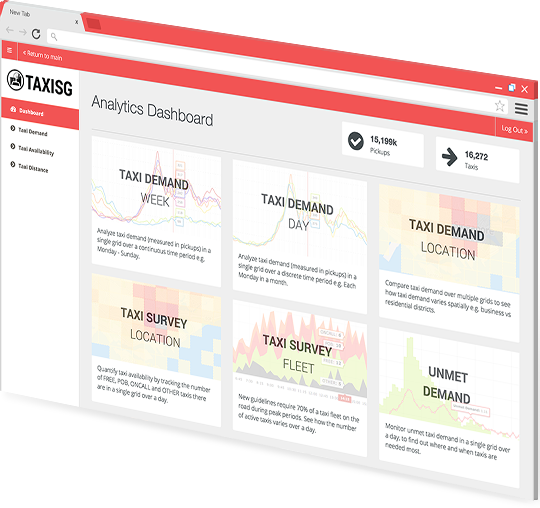 New Tab
< Return to main
Log Out »
TAXISG
Dashboard
Taxi Demand
Taxi Availability
Taxi Distance
Analytics Dashboard
15,199k
Pickups
16,272
Taxis
TAXI DEMAND
WEEK
Analyze taxi demand (measured in pickups) in a
single grid over a continuous time period e.g.
Monday - Sunday.
TAXI DEMAND
DAY
Analyze taxi demand (measured in pickups) in a
single grid over a discrete time period e.g. Each
Monday in a month.
TAXI DEMAND
LOCATION
Compare taxi demand over multiple grids to see
how taxi demand varies spatially e.g. business vs
residential districts.
TAXI SURVEY
LOCATION
Quantify taxi availability by tracking the number
of FREE, POB, ONCALL and OTHER taxis there
are in a single grid over a day.
TAXI SURVEY
FLEET
New guidelines require 70% of a taxi fleet on the
road during peak periods. See how the number
of active taxis varies over a day.
UNMET
DEMAND
Monitor unmet taxi demand in a single grid over
a day, to find out where and when taxis are
needed most.